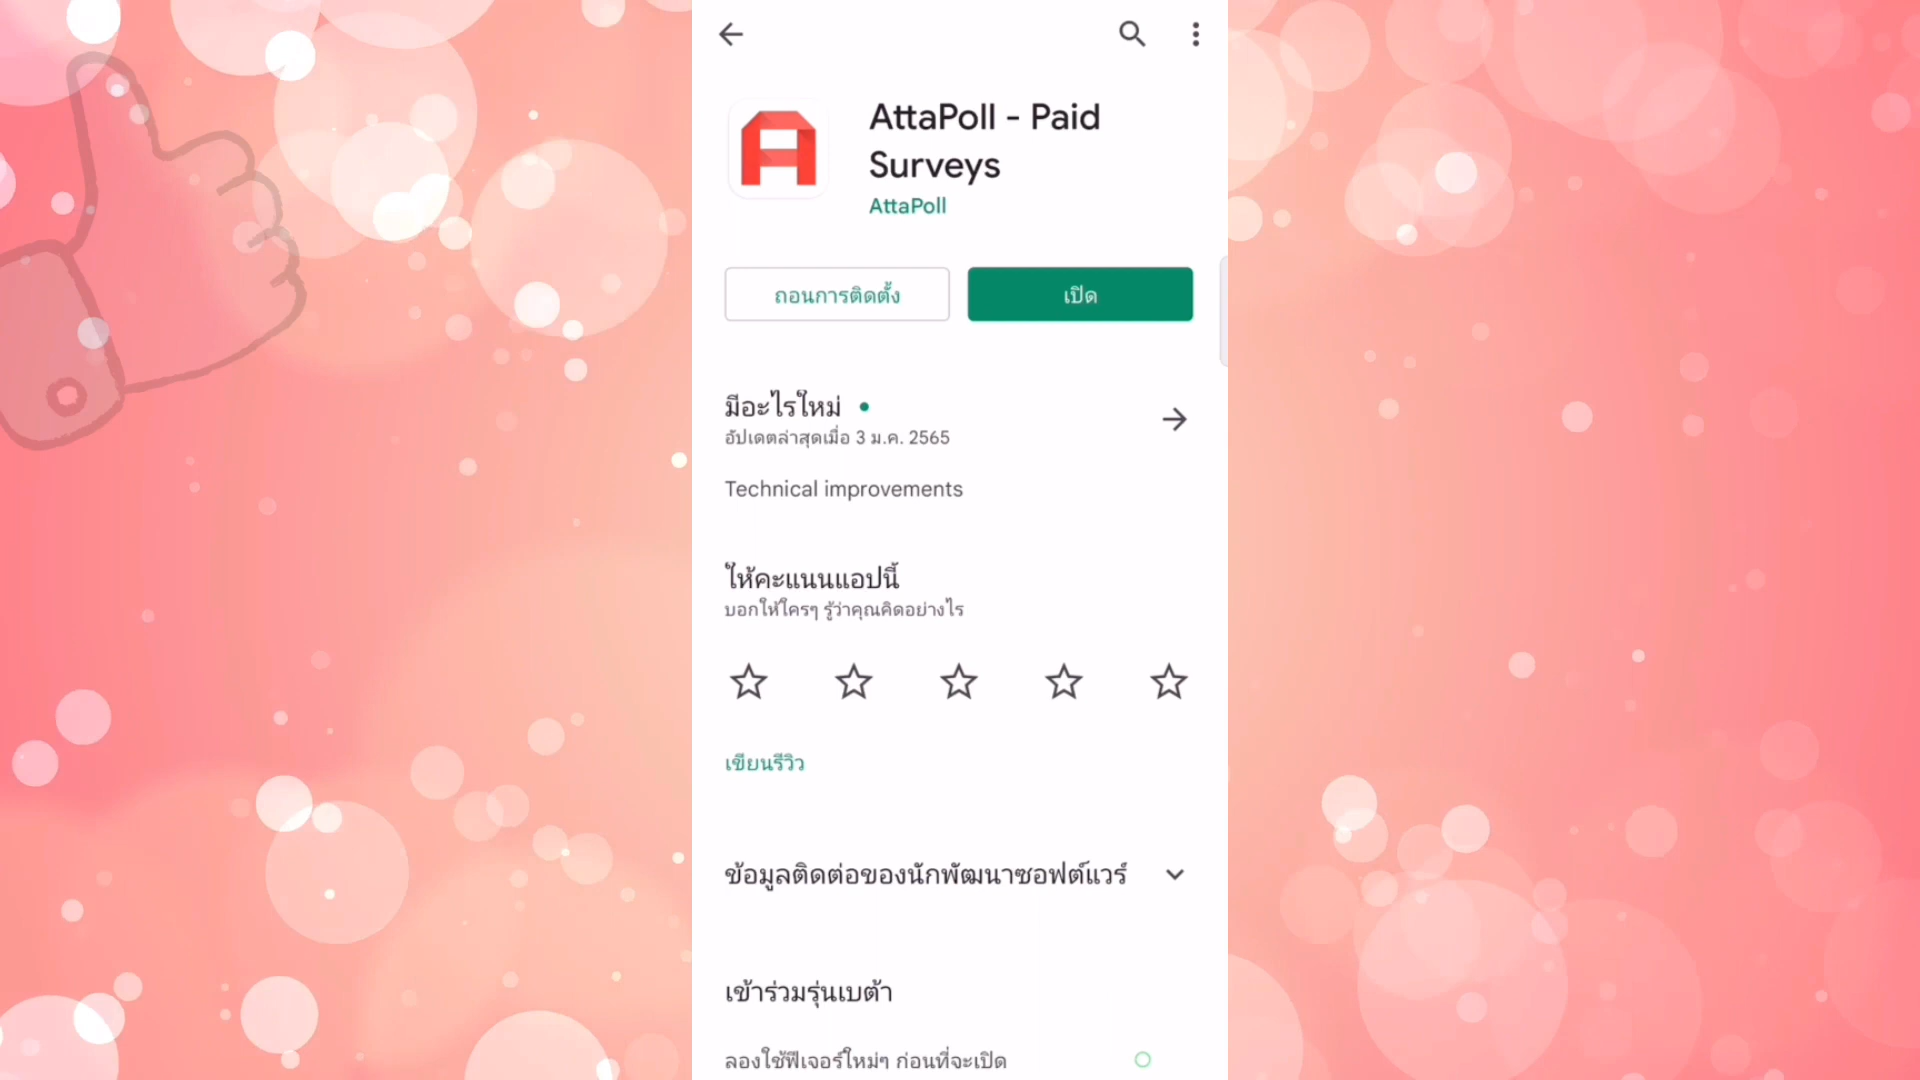 AttaPoll - Paid
Surveys
AttaPoll
ถอนการติดตั้ง
เปิด
มีอะไรใหม่
อัปเดตล่าสุดเมื่อ 3 ม.ค. 2565
Technical improvements
ให้คะแนนแอปนี้
บอกให้ใครๆ รู้ว่าคุณคิดอย่างไร
เขียนรีวิว
ข้อมูลติดต่อของนักพัฒนาซอฟต์แวร์
เข้าร่วมรุ่นเบต้า
ลองใช้ฟีเจอร์ใหม่ๆ ก่อนที่จะเปิด